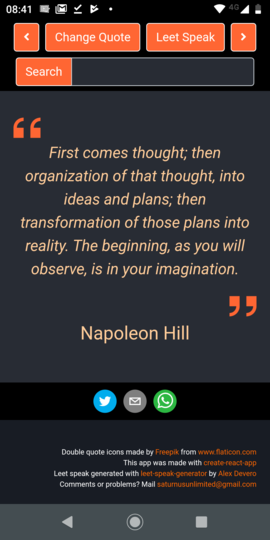 08:41
4G
Change Quote
Leet Speak
Search
First comes thought; then
organization of that thought, into
ideas and plans; then
transformation of those plans into
reality. The beginning, as you will
observe, is in your imagination.
Napoleon Hill
Double quote icons made by Freepik from www.flaticon.com
This app was made with create-react-app
Leet speak generated with leet-speak-generator by Alex Devero
Comments or problems? Mail saturnusunlimited@gmail.com